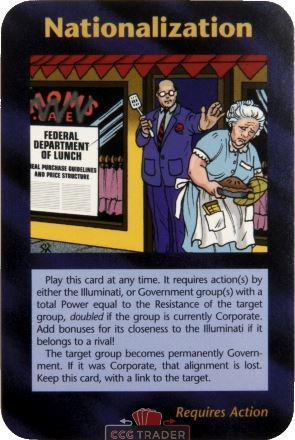 Nationalization
MOM'S
CAFE
FEDERAL
DEPARTMENT
OF LUNCH
MEAL PURCHASE GUIDELINES
AND PRICE STRUCTURE
Play this card at any time. It requires action(s) by
either the Illuminati, or Government group(s) with a
total Power equal to the Resistance of the target
group, doubled if the group is currently Corporate.
Add bonuses for its closeness to the Illuminati if it
belongs to a rival!
The target group becomes permanently Govern-
ment. If it was Corporate, that alignment is lost.
Keep this card, with a link to the target.
Requires Action
CCG TRADER